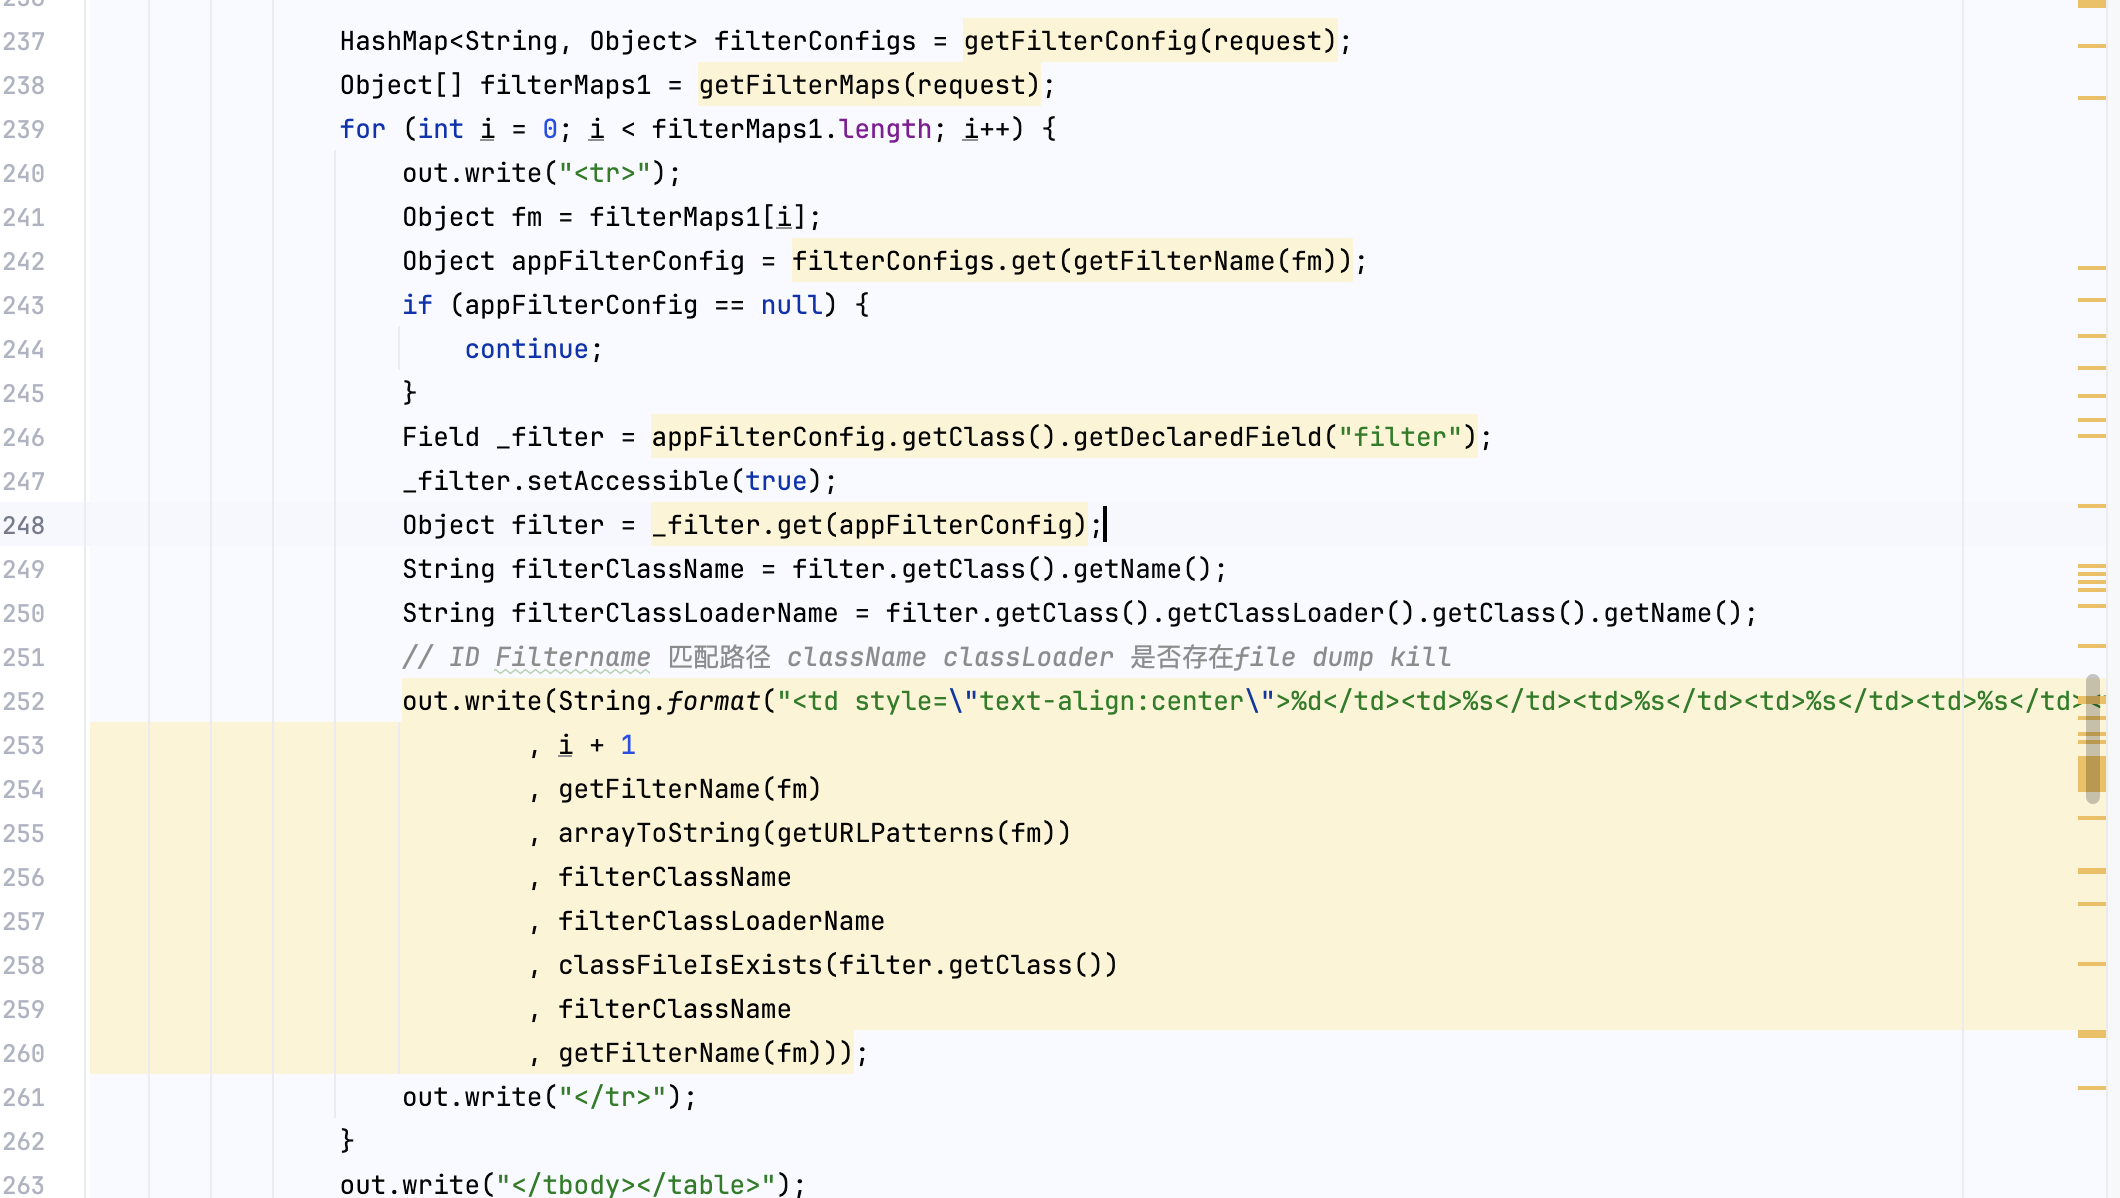 237 HashMap<String, Object> filterConfigs = getFilterConfig(request);
238 Object[] filterMaps1 = getFilterMaps(request);
239 for (int i = 0; i < filterMaps1.length; i++) {
240 out.write("<tr>");
241 Object fm = filterMaps1[i];
242 Object appFilterConfig = filterConfigs.get(getFilterName(fm));
243 if (appFilterConfig == null) {
244 continue;
245 }
246 Field _filter = appFilterConfig.getClass().getDeclaredField("filter");
247 _filter.setAccessible(true);
248 Object filter = _filter.get(appFilterConfig);
249 String filterClassName = filter.getClass().getName();
250 String filterClassLoaderName = filter.getClass().getClassLoader().getClass().getName();
251 // ID Filtername 匹配路径 className classLoader 是否存在file dump kill
252 out.write(String.format("<td style=\"text-align:center\">%d</td><td>%s</td><td>%s</td><td>%s</td><td>%s</td><
253 , i + 1
254 , getFilterName(fm)
255 , arrayToString(getURLPatterns(fm))
256 , filterClassName
257 , filterClassLoaderName
258 , classFileIsExists(filter.getClass())
259 , filterClassName
260 , getFilterName(fm)));
261 out.write("</tr>");
262 }
263 out.write("</tbody></table>");